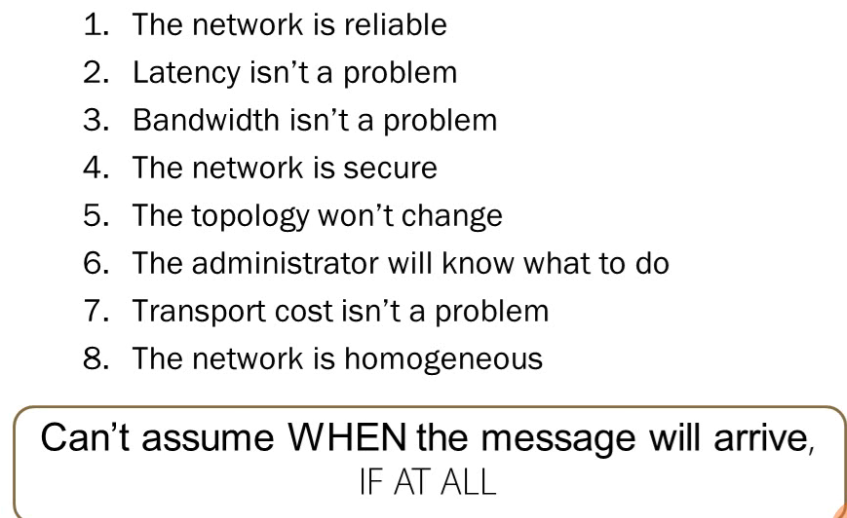 1. The network is reliable
2. Latency isn’t a problem
3. Bandwidth isn’t a problem
4. The network is secure
5. The topology won’t change
6. The administrator will know what to do
7. Transport cost isn’t a problem
8. The network is homogeneous
Can’t assume WHEN the message will arrive,
IF AT ALL